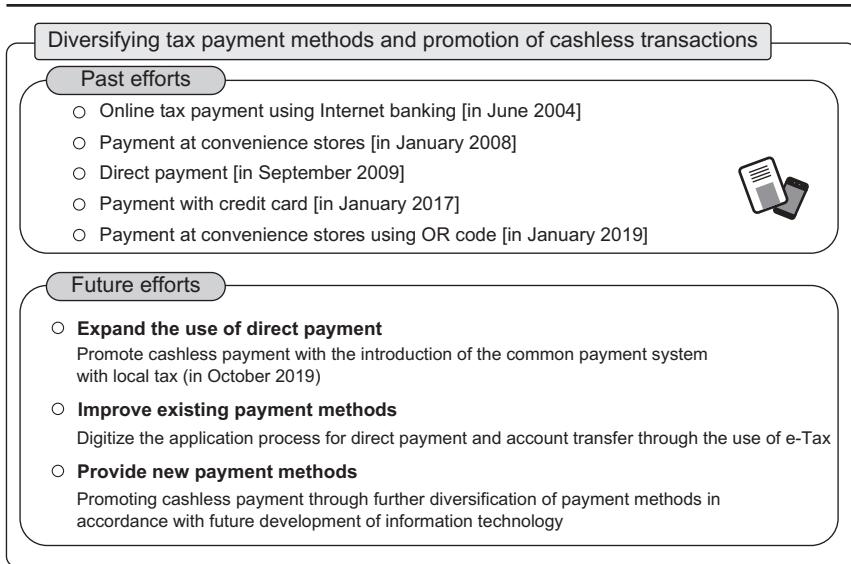 Diversifying tax payment methods and promotion of cashless transactions
Past efforts
○ Online tax payment using Internet banking [in June 2004]
○ Payment at convenience stores [in January 2008]
○ Direct payment [in September 2009]
○ Payment with credit card [in January 2017]
○ Payment at convenience stores using OR code [in January 2019]
Future efforts
○ Expand the use of direct payment
Promote cashless payment with the introduction of the common payment system
with local tax (in October 2019)
○ Improve existing payment methods
Digitize the application process for direct payment and account transfer through the use of e-Tax
○ Provide new payment methods
Promoting cashless payment through further diversification of payment methods in
accordance with future development of information technology